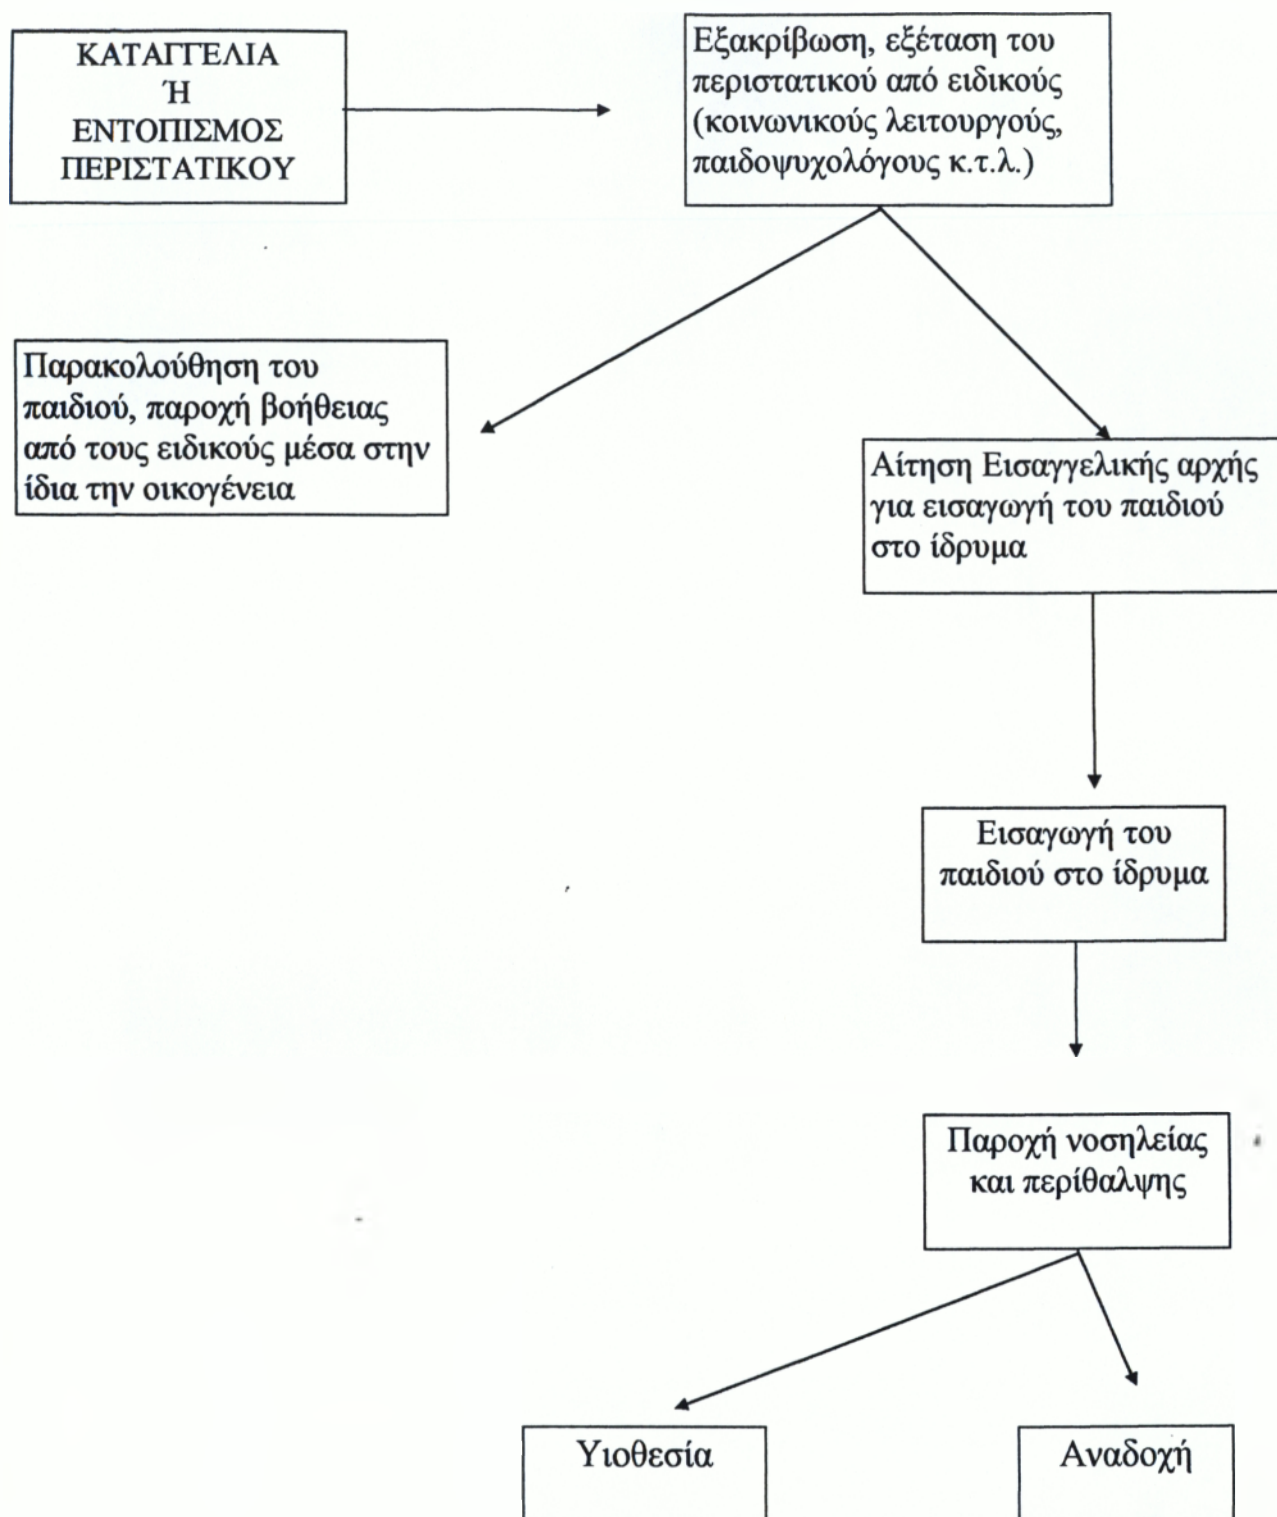 ΚΑΤΑΓΓΕΛΙΑ
Ή
ΕΝΤΟΠΙΣΜΟΣ
ΠΕΡΙΣΤΑΤΙΚΟΥ
Εξακρίβωση, εξέταση του
περιστατικού από ειδικούς
(κοινωνικούς λειτουργούς,
παιδοψυχολόγους κ.τ.λ.)
Παρακολούθηση του
παιδιού, παροχή βοήθειας
από τους ειδικούς μέσα στην
ίδια την οικογένεια
Αίτηση Εισαγγελικής αρχής
για εισαγωγή του παιδιού
στο ίδρυμα
Εισαγωγή του
παιδιού στο ίδρυμα
Παροχή νοσηλείας
και περίθαλψης
Υιοθεσία
Αναδοχή